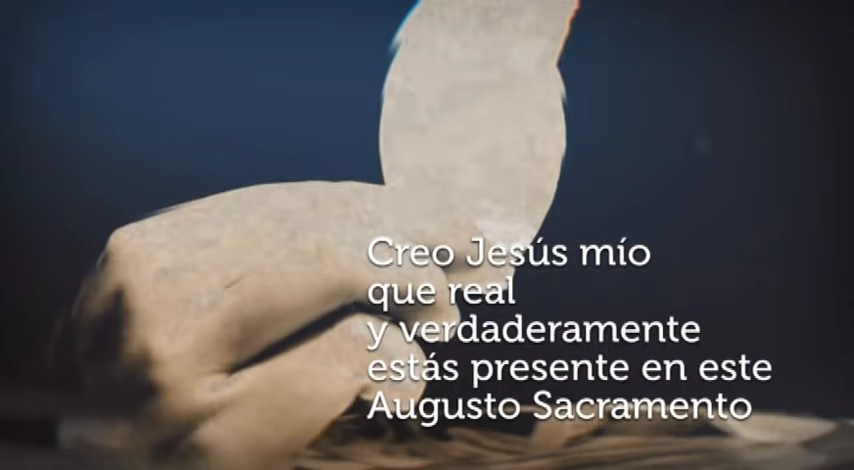 Creo Jesús mío
que real
y verdaderamente
estás presente en este
Augusto Sacramento